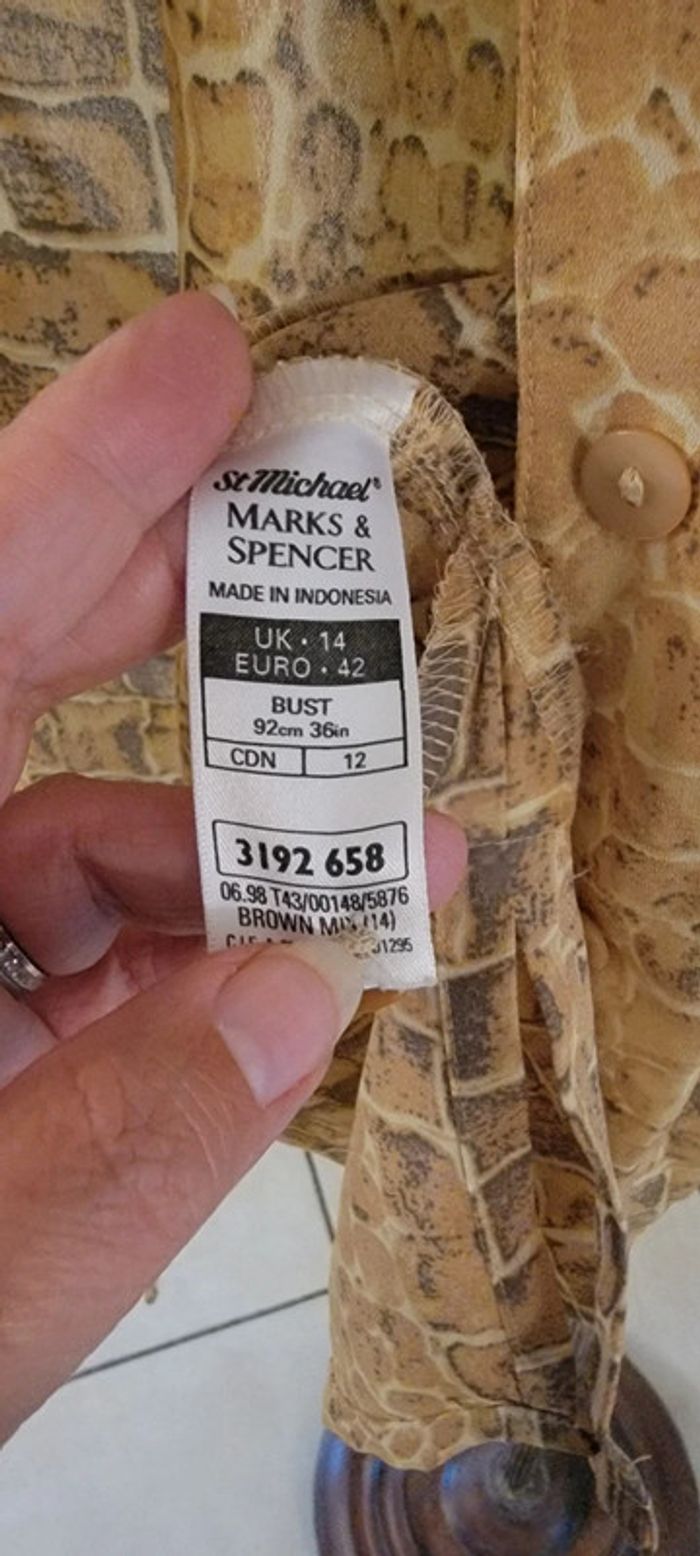 St Michael®
MARKS &
SPENCER
MADE IN INDONESIA
UK · 14
EURO · 42
BUST
92cm 36in
CDN 12
3192 658
06.98 T43/00148/5876
BROWN MIX (14)